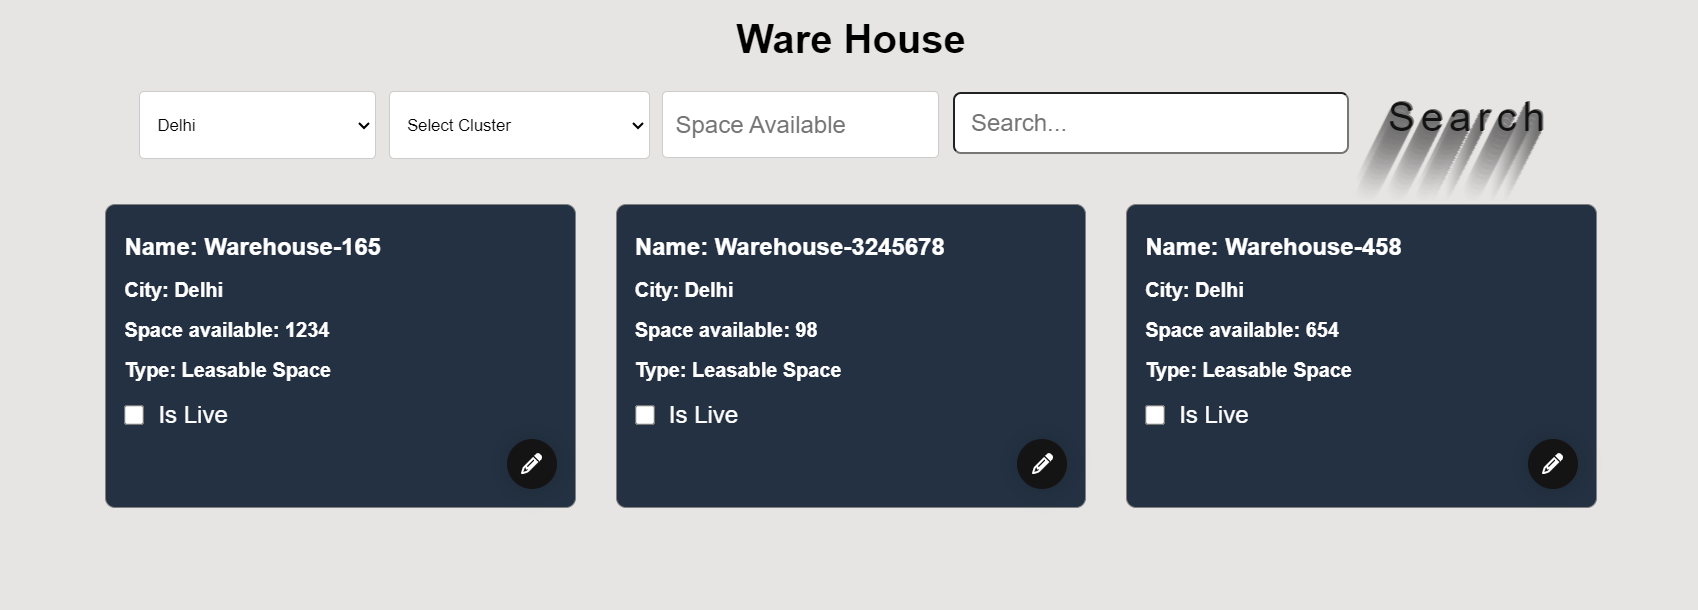 Ware House
Delhi
Select Cluster
Space Available
Search...
Search
Name: Warehouse-165
City: Delhi
Space available: 1234
Type: Leasable Space
Is Live
Name: Warehouse-3245678
City: Delhi
Space available: 98
Type: Leasable Space
Is Live
Name: Warehouse-458
City: Delhi
Space available: 654
Type: Leasable Space
Is Live